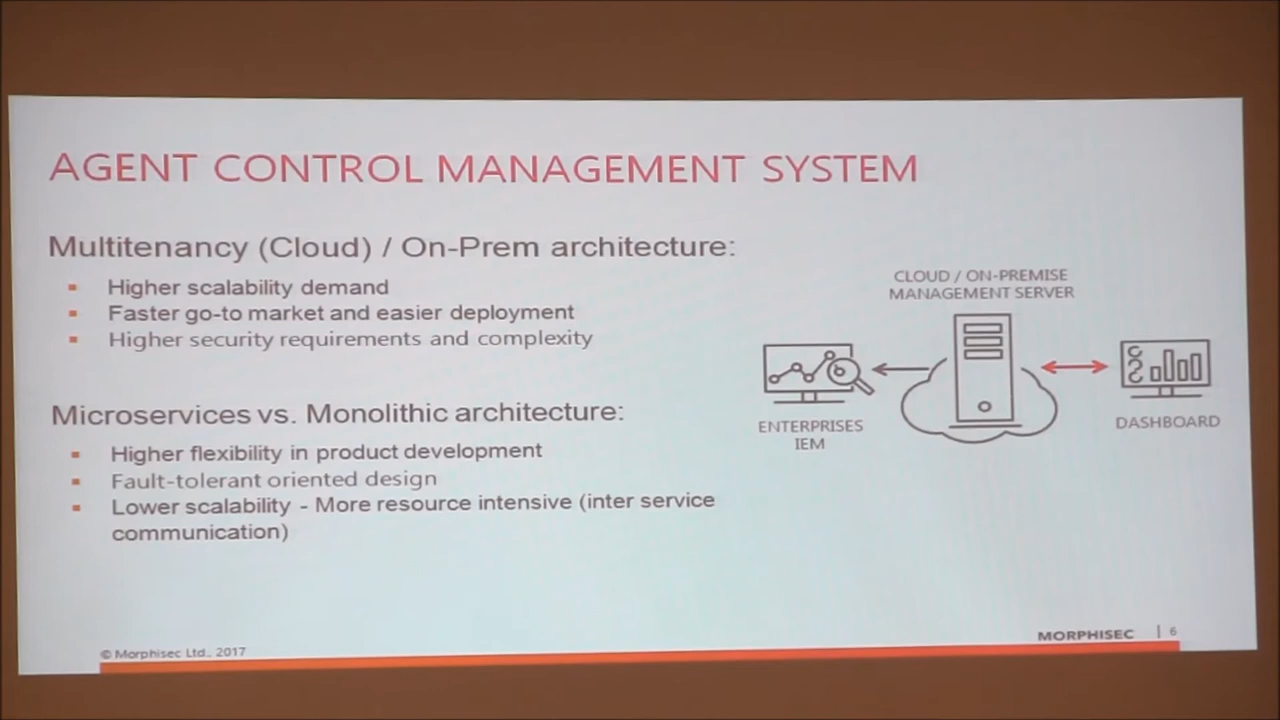 AGENT CONTROL MANAGEMENT SYSTEM
Multitenancy (Cloud) / On-Prem architecture:
Higher scalability demand
Faster go-to market and easier deployment
Higher security requirements and complexity
Microservices vs. Monolithic architecture:
Higher flexibility in product development
Fault-tolerant oriented design
Lower scalability - More resource intensive (inter service
communication)
CLOUD / ON-PREMISE
MANAGEMENT SERVER
ENTERPRISES
IEM
DASHBOARD
© Morphisec Ltd., 2017
MORPHISEC | 6